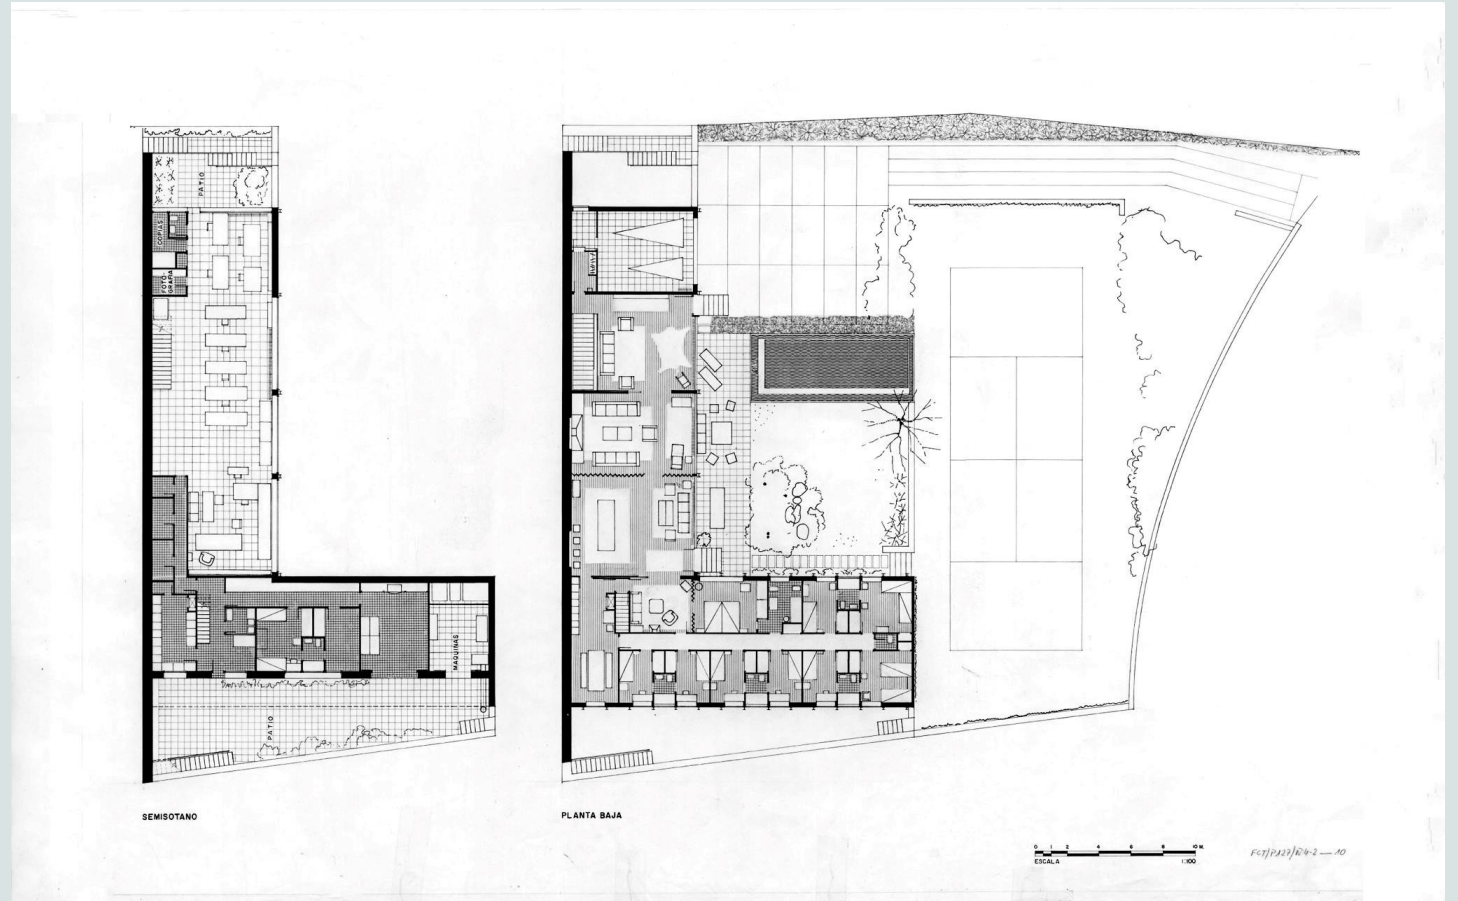 PATIO
COPIAS
FOTO-
GRAFIA
MAQUINAS
PATIO
SEMISOTANO
PLANTA BAJA
0 1 2 4 6 8 10 M.
ESCALA 1:100